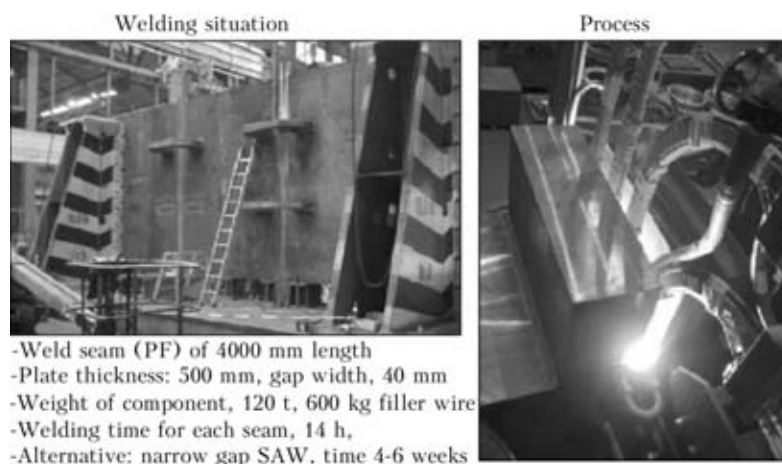 Welding situation
Process
-Weld seam (PF) of 4000 mm length
-Plate thickness: 500 mm, gap width, 40 mm
-Weight of component, 120 t, 600 kg filler wire
-Welding time for each seam, 14 h,
-Alternative: narrow gap SAW, time 4-6 weeks